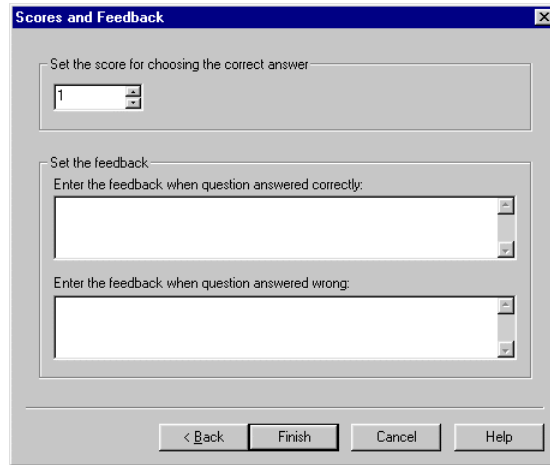 Scores and Feedback
Set the score for choosing the correct answer
1
Set the feedback
Enter the feedback when question answered correctly:
Enter the feedback when question answered wrong:
< Back Finish Cancel Help